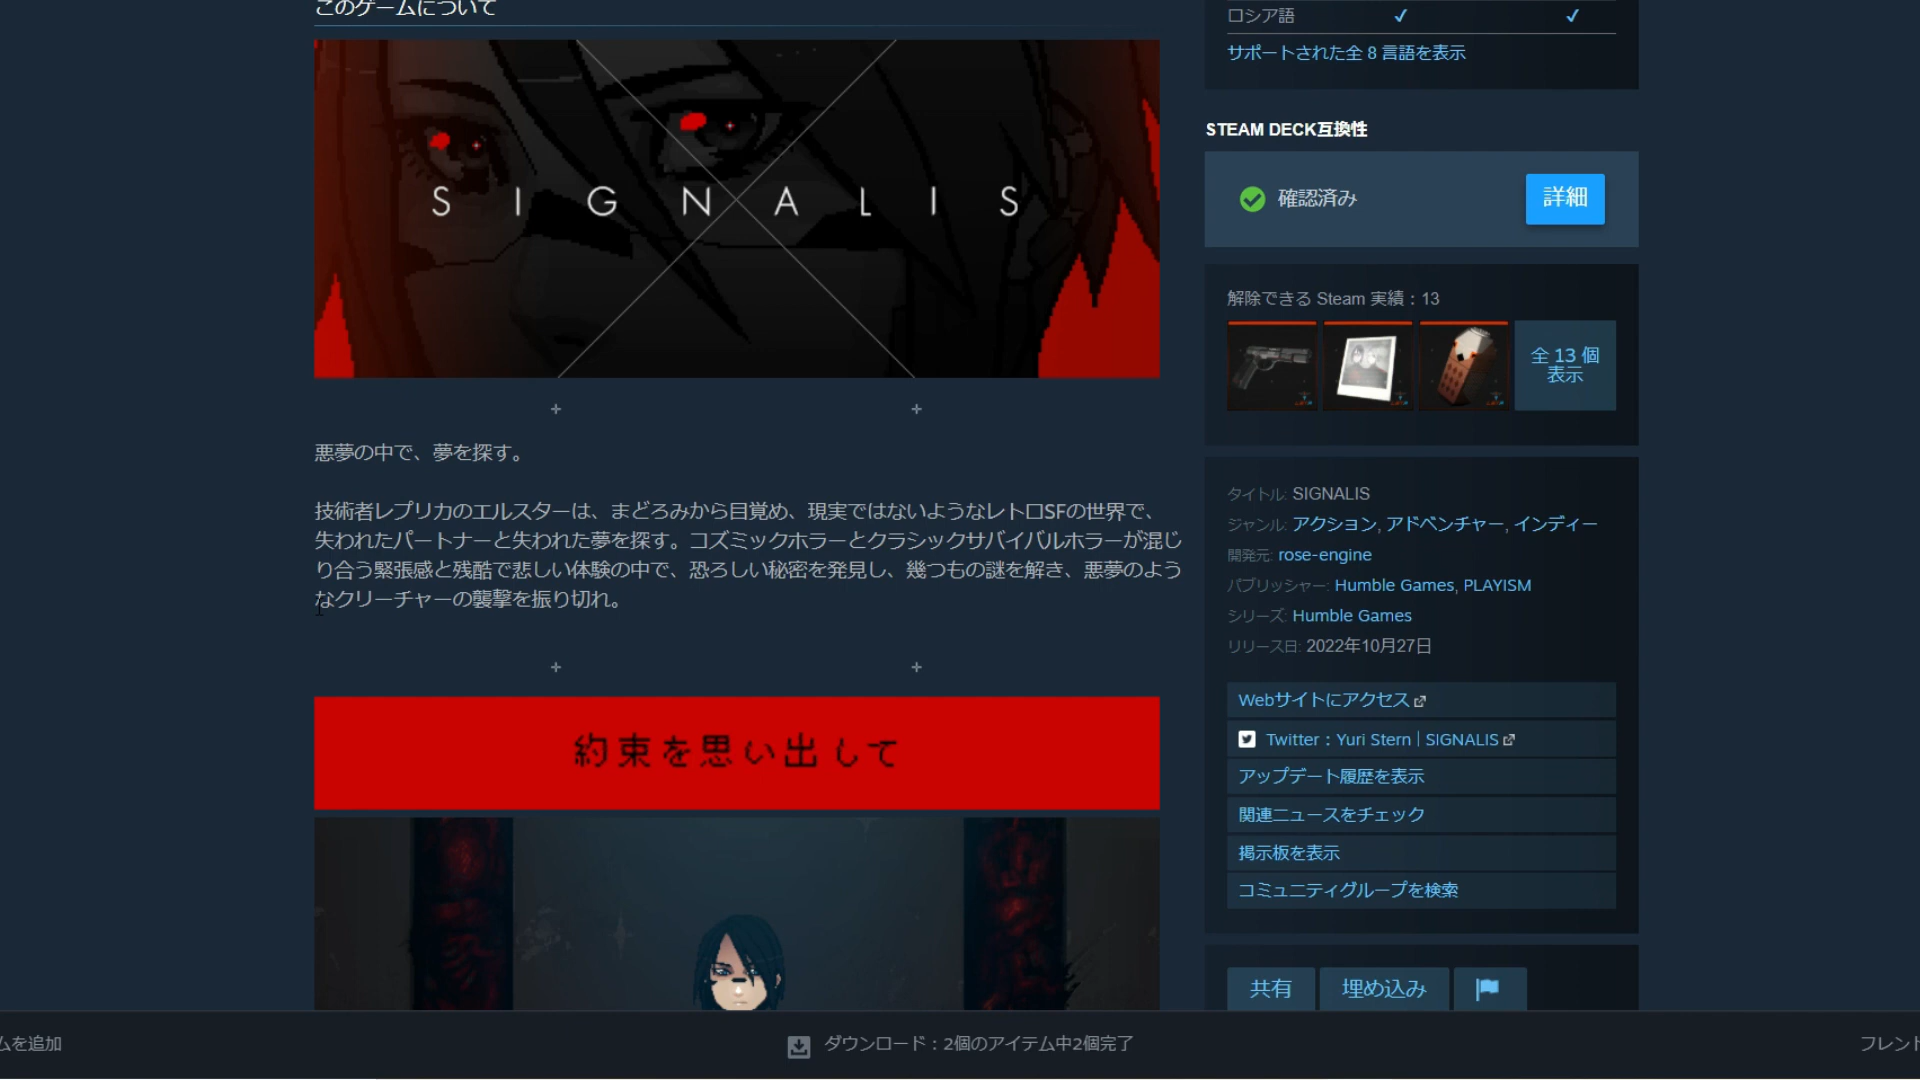 このゲームについて
SIGNALIS
悪夢の中で、夢を探す。
技術者レプリカのエルスターは、まどろみから目覚め、現実ではないようなレトロSFの世界で、
失われたパートナーと失われた夢を探す。コズミックホラーとクラシックサバイバルホラーが混じ
り合う緊張感と残酷で悲しい体験の中で、恐ろしい秘密を発見し、幾つもの謎を解き、悪夢のよう
なクリーチャーの襲撃を振り切れ。
約束を思い出して
ロシア語 ✓ ✓
サポートされた全 8 言語を表示
STEAM DECK互換性
確認済み
詳細
解除できる Steam 実績：13
全 13 個
表示
タイトル: SIGNALIS
ジャンル: アクション, アドベンチャー, インディー
開発元: rose-engine
パブリッシャー: Humble Games, PLAYISM
シリーズ: Humble Games
リリース日: 2022年10月27日
Webサイトにアクセス
Twitter：Yuri Stern | SIGNALIS
アップデート履歴を表示
関連ニュースをチェック
掲示板を表示
コミュニティグループを検索
共有
埋め込み
ムを追加
ダウンロード：2個のアイテム中2個完了
フレント